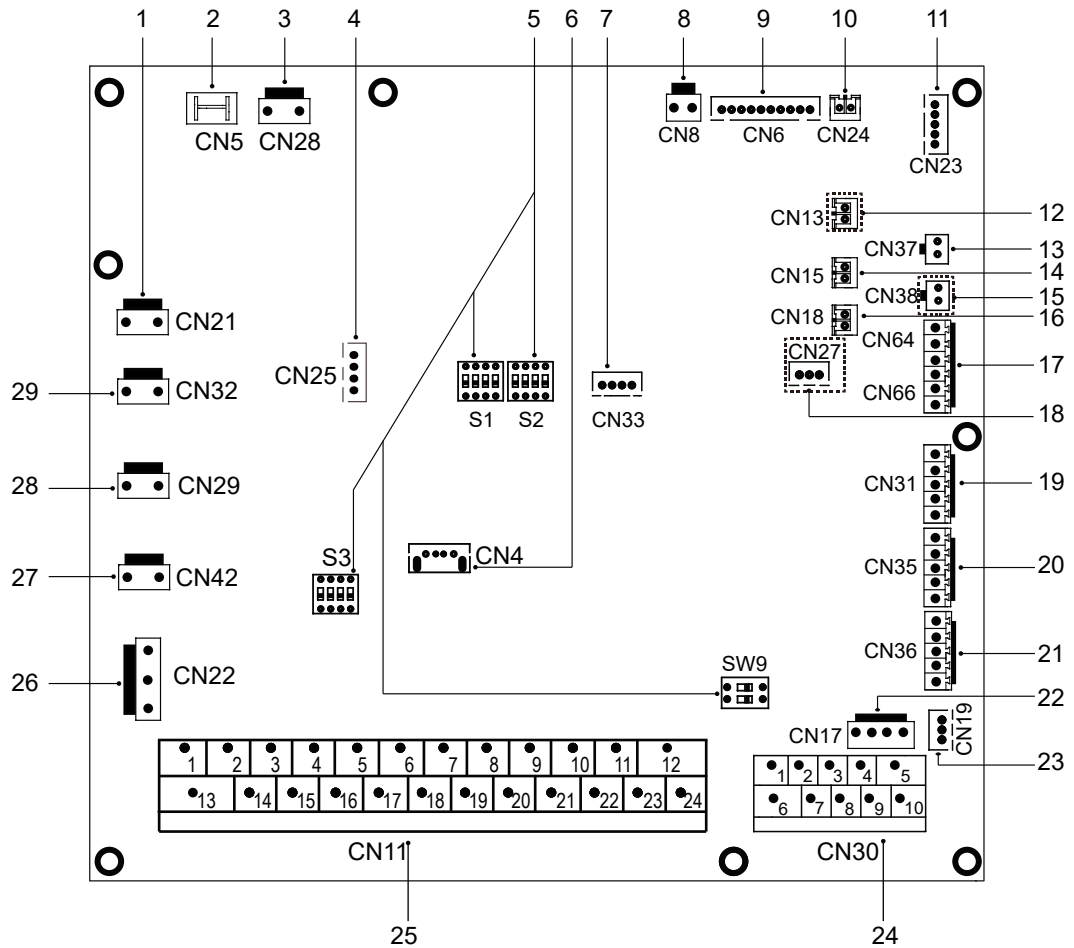 1 2 3 4 5 6 7 8 9 10 11
CN5 CN28 CN8 CN6 CN24
CN23
CN13 12
CN37 13
CN15 14
CN38 15
CN21 CN18 16
CN64
CN25 CN27 17
29 CN32 CN66
S1 S2 CN33 18
28 CN29 CN31 19
S3 CN4
27 CN42 CN35 20
CN36 21
26 CN22 SW9
22
CN17 CN19
1 2 3 4 5 6 7 8 9 10 11 12
23
1 2 3 4 5
13 14 15 16 17 18 19 20 21 22 23 24
6 7 8 9 10
CN11 CN30
25 24